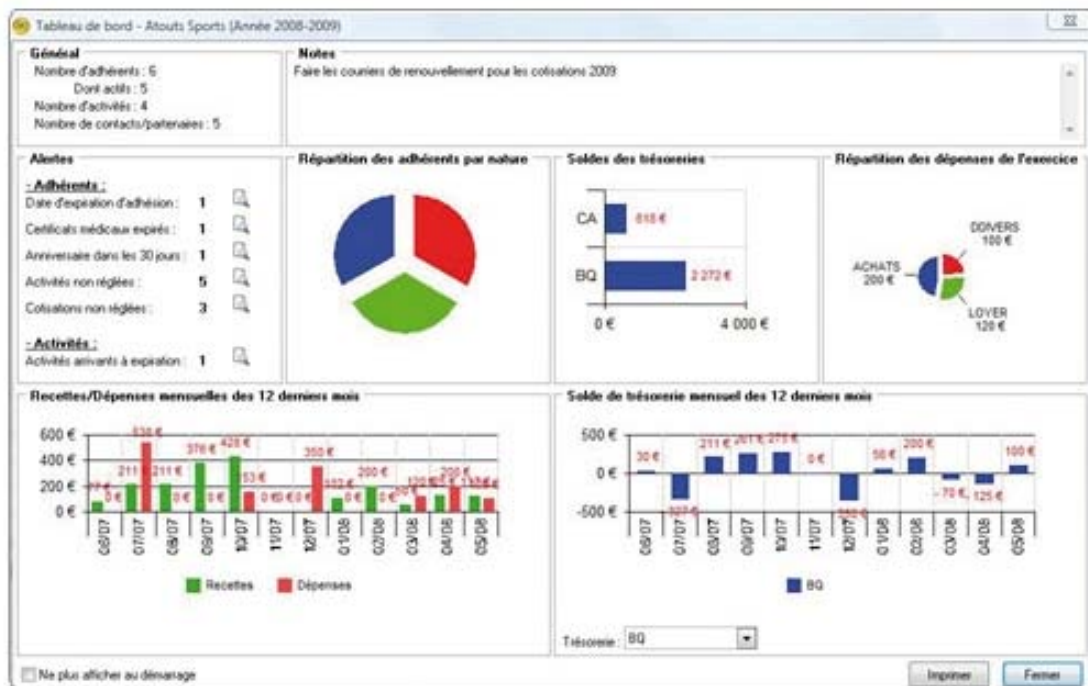 Tableau de bord - Atouts Sports (Année 2008-2009)
Général
Nombre d'adhérents : 6
Dont actifs : 5
Nombre d'activités : 4
Nombre de contacts/partenaires : 5
Notes
Faire les courriers de renouvellement pour les cotisations 2009
Alertes
- Adhérents :
Date d'expiration d'adhésion : 1
Certificats médicaux expirés : 1
Anniversaire dans les 30 jours : 1
Activités non réglées : 5
Cotisations non réglées : 3
- Activités :
Activités arrivants à expiration : 1
Répartition des adhérents par nature
Soldes des trésoreries
CA
BQ 2 272 €
0 € 4 000 €
Répartition des dépenses de l'exercice
DDIVERS
100 €
ACHATS
200 €
LOYER
120 €
Recettes/Dépenses mensuelles des 12 derniers mois
600 €
400 €
200 €
0 €
211 € 211 € 0 € 376 € 0 € 428 € 350 € 0 € 200 € 0 € 200 €
06/07 07/07 08/07 09/07 10/07 11/07 12/07 01/08 02/08 03/08 04/08 05/08
Recettes Dépenses
Solde de trésorerie mensuel des 12 derniers mois
500 €
0 €
-500 €
30 € 211 € 0 € 200 € - 70 € - 125 € 100 €
06/07 07/07 08/07 09/07 10/07 11/07 12/07 01/08 02/08 03/08 04/08 05/08
BQ
Trésorerie : BQ
Ne plus afficher au démarrage
Imprimer
Fermer